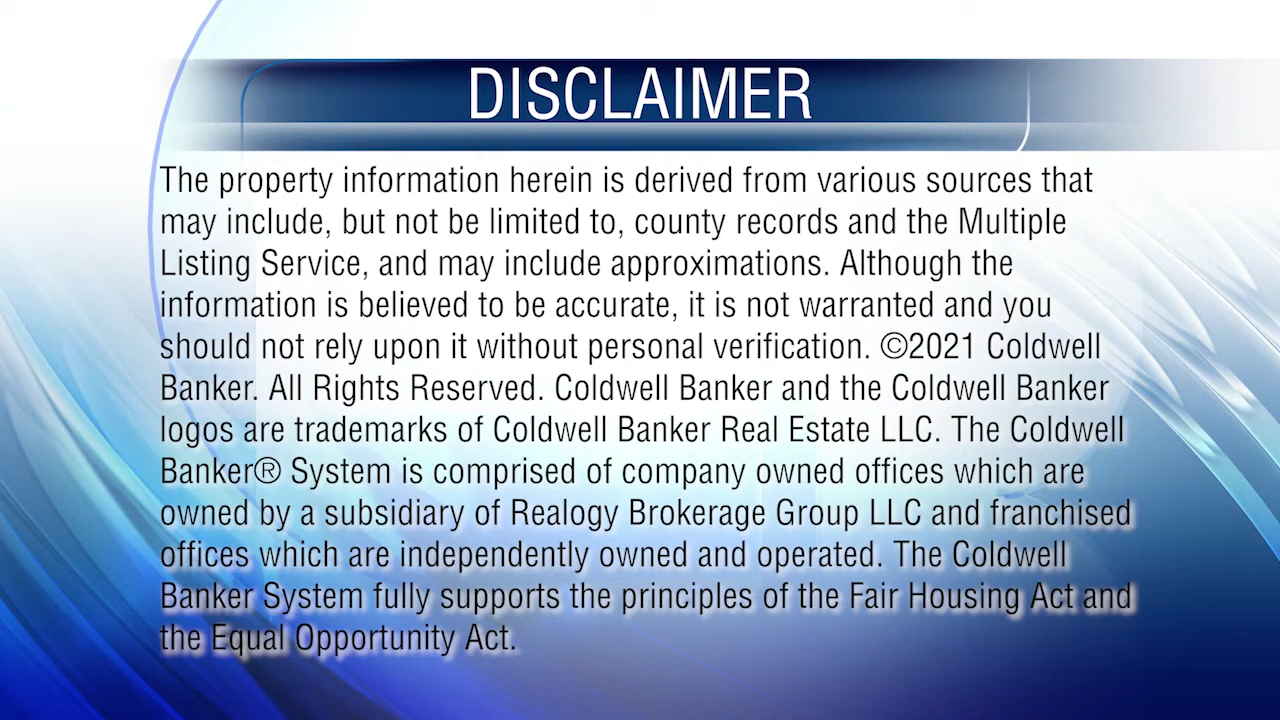 DISCLAIMER
The property information herein is derived from various sources that
may include, but not be limited to, county records and the Multiple
Listing Service, and may include approximations. Although the
information is believed to be accurate, it is not warranted and you
should not rely upon it without personal verification. ©2021 Coldwell
Banker. All Rights Reserved. Coldwell Banker and the Coldwell Banker
logos are trademarks of Coldwell Banker Real Estate LLC. The Coldwell
Banker® System is comprised of company owned offices which are
owned by a subsidiary of Realogy Brokerage Group LLC and franchised
offices which are independently owned and operated. The Coldwell
Banker System fully supports the principles of the Fair Housing Act and
the Equal Opportunity Act.